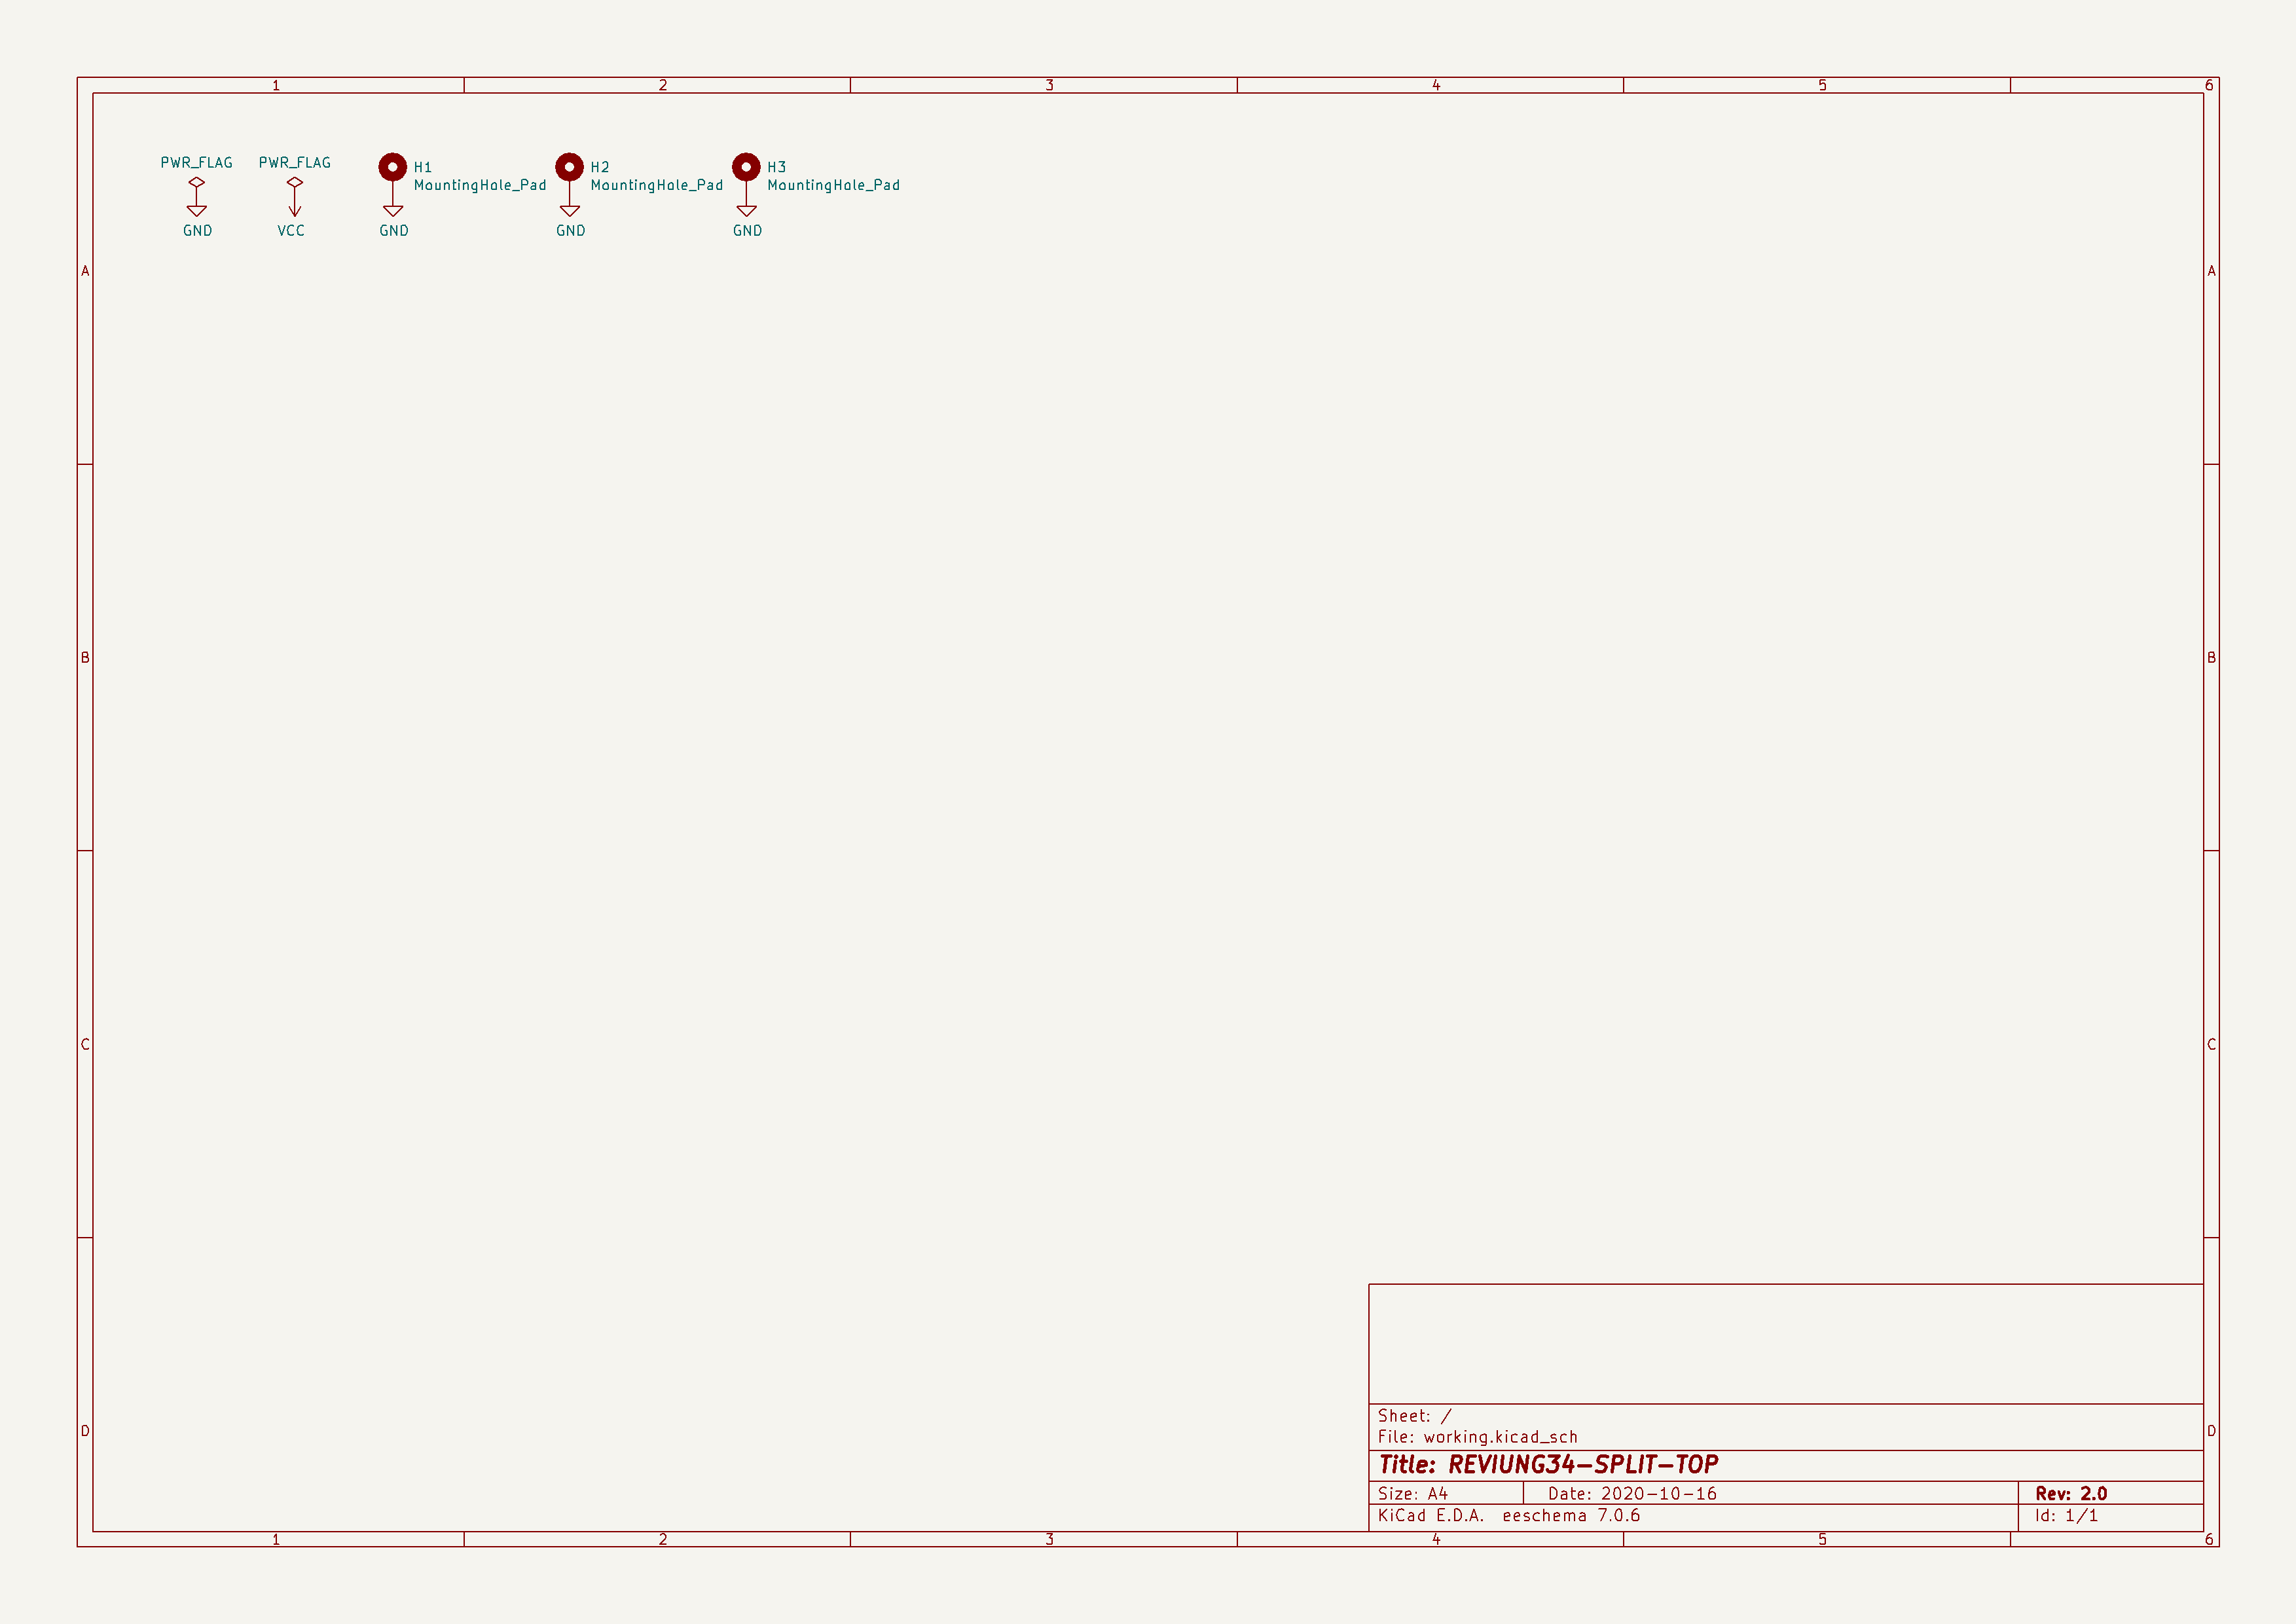 1 2 3 4 5 6
PWR_FLAG PWR_FLAG H1 H2 H3
MountingHole_Pad MountingHole_Pad MountingHole_Pad
GND VCC GND GND GND
A A
B B
C C
Sheet: /
D D
File: working.kicad_sch
Title: REVIUNG34-SPLIT-TOP
Size: A4 Date: 2020-10-16 Rev: 2.0
KiCad E.D.A. eeschema 7.0.6 Id: 1/1
1 2 3 4 5 6